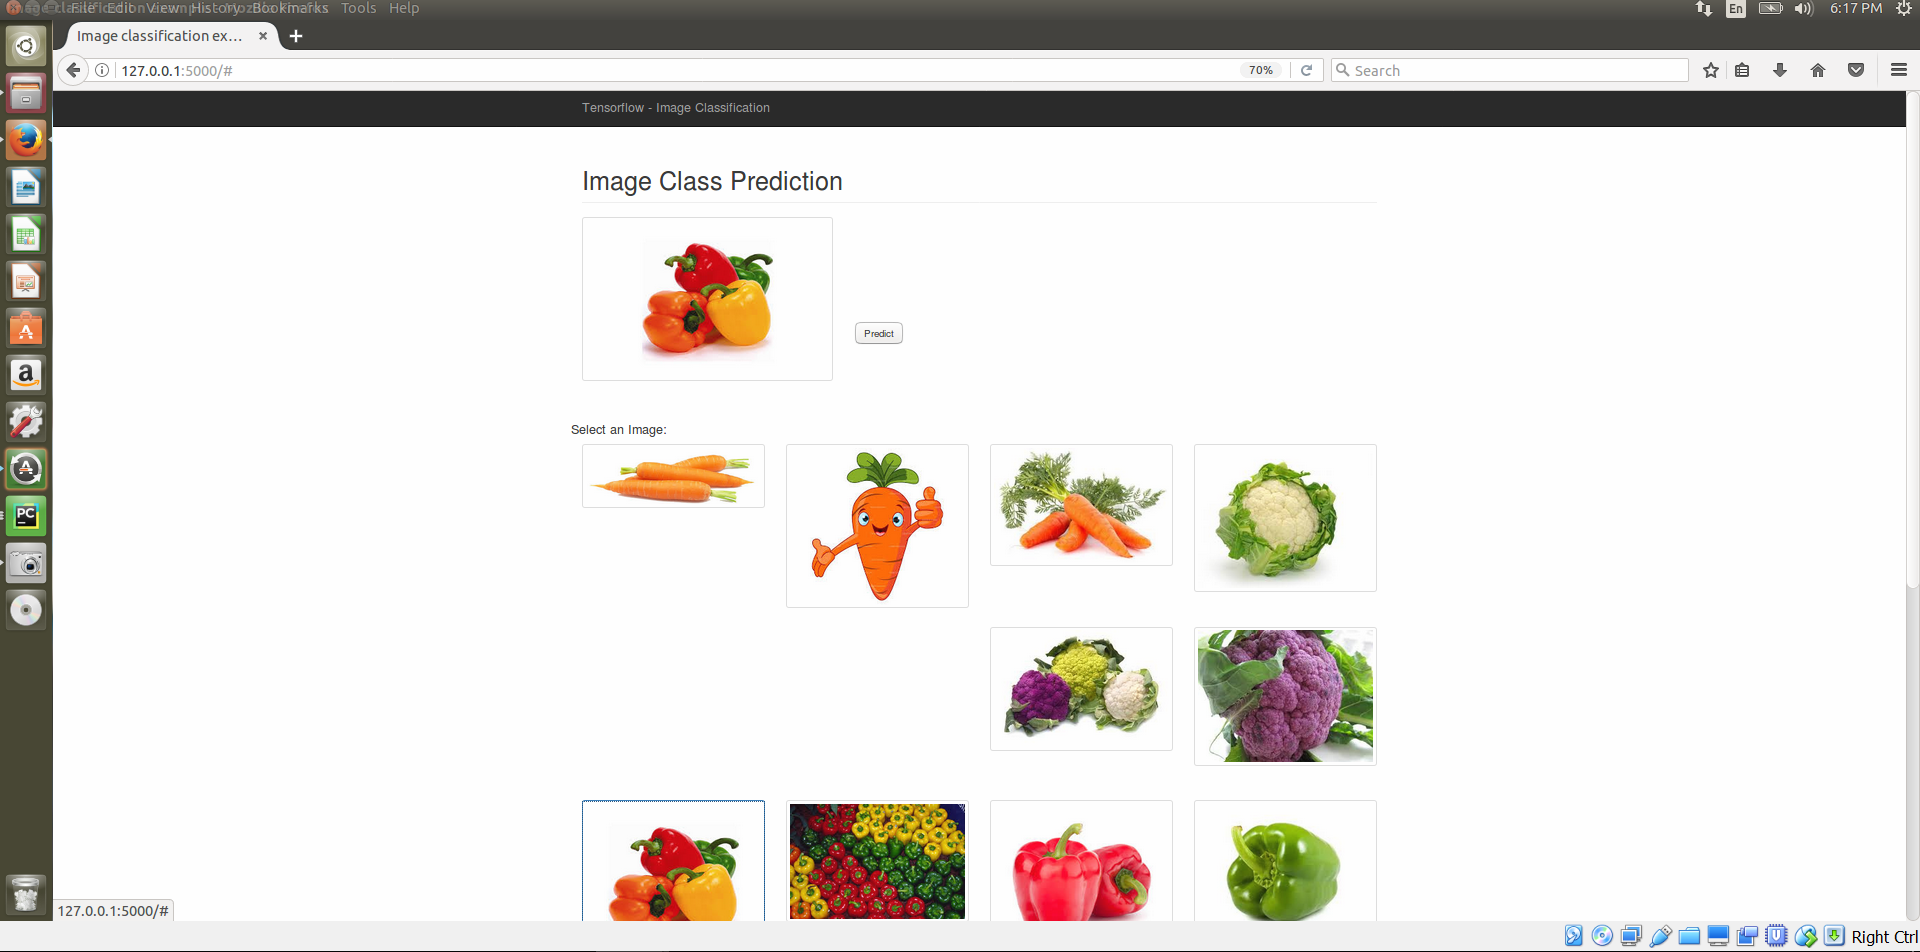 File Edit View History Bookmarks Tools Help
En
6:17 PM
Image classification ex...
127.0.0.1:5000/#
70%
Search
Tensorflow - Image Classification
Image Class Prediction
Predict
Select an Image:
a
PC
127.0.0.1:5000/#
Right Ctrl